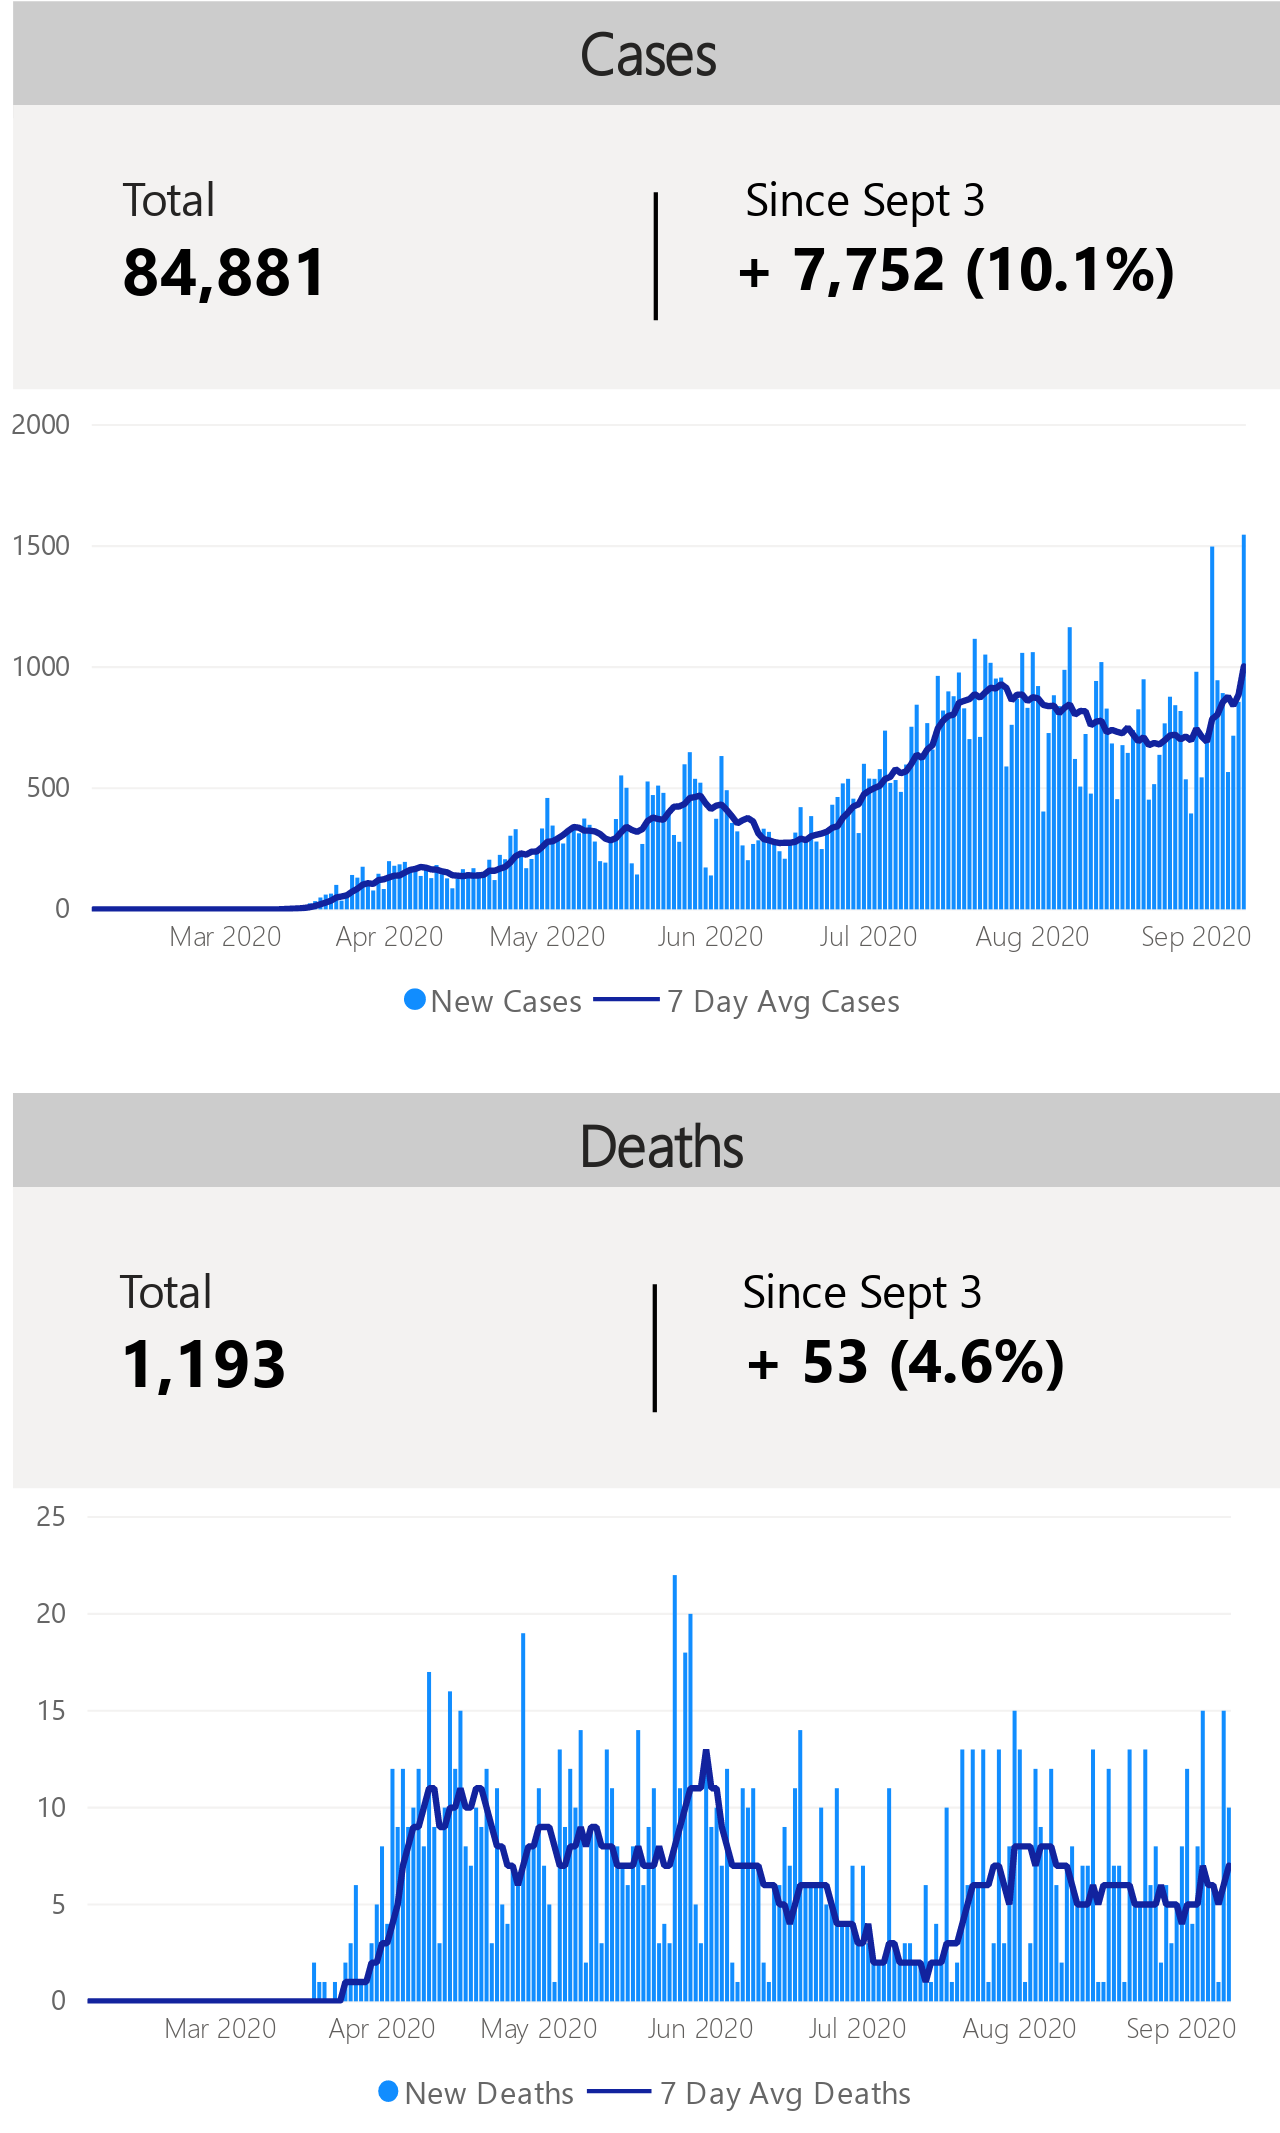 Cases
Total
Since Sept 3
84,881
+ 7,752 (10.1%)
2000
1500
1000
500
0
Mar 2020
Apr 2020
May 2020
Jun 2020
Jul 2020
Aug 2020
Sep 2020
New Cases
7 Day Avg Cases
Deaths
Total
Since Sept 3
1,193
+ 53 (4.6%)
25
20
15
10
5
0
Mar 2020
Apr 2020
May 2020
Jun 2020
Jul 2020
Aug 2020
Sep 2020
New Deaths
7 Day Avg Deaths